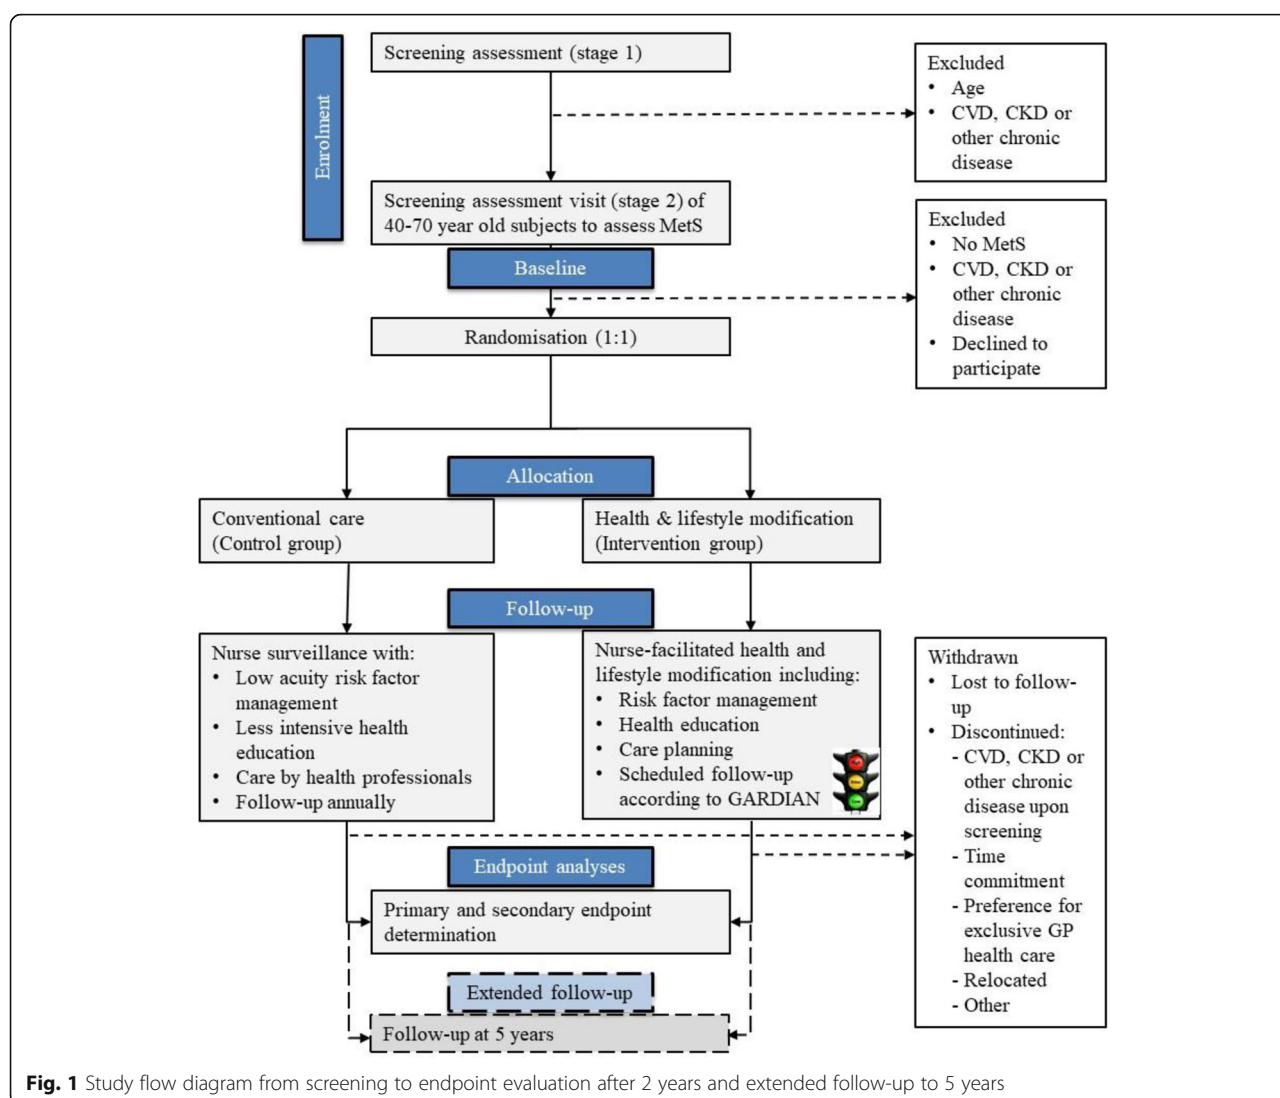 Enrolment
Screening assessment (stage 1)
Excluded
• Age
• CVD, CKD or
other chronic
disease
Screening assessment visit (stage 2) of
40-70 year old subjects to assess MetS
Baseline
Excluded
• No MetS
• CVD, CKD or
other chronic
disease
• Declined to
participate
Randomisation (1:1)
Allocation
Conventional care
(Control group)
Health & lifestyle modification
(Intervention group)
Follow-up
Nurse surveillance with:
• Low acuity risk factor
management
• Less intensive health
education
• Care by health professionals
• Follow-up annually
Nurse-facilitated health and
lifestyle modification including:
• Risk factor management
• Health education
• Care planning
• Scheduled follow-up
according to GARDIAN
Withdrawn
• Lost to follow-
up
• Discontinued:
- CVD, CKD or
other chronic
disease upon
screening
- Time
commitment
- Preference for
exclusive GP
health care
- Relocated
- Other
Endpoint analyses
Primary and secondary endpoint
determination
Extended follow-up
Follow-up at 5 years
Fig. 1 Study flow diagram from screening to endpoint evaluation after 2 years and extended follow-up to 5 years